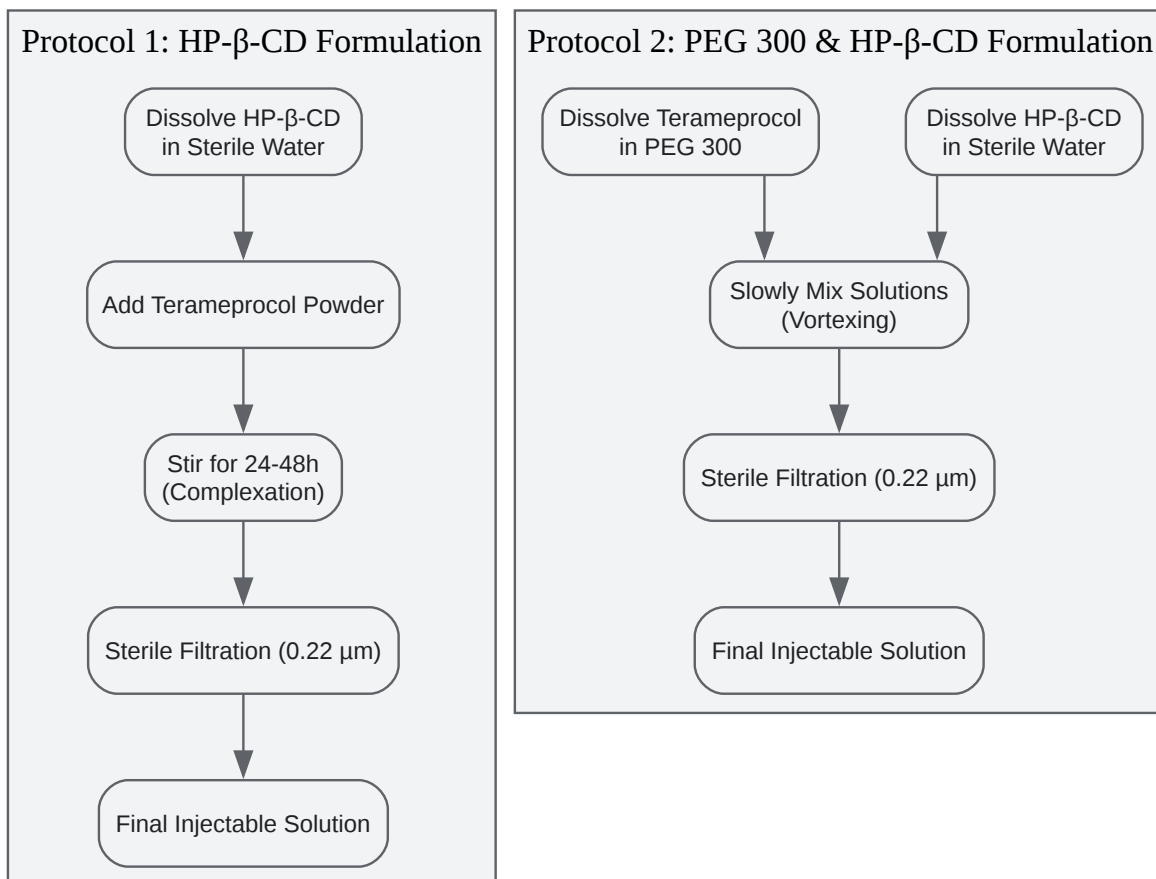 Protocol 1: HP-β-CD Formulation
Dissolve HP-β-CD
in Sterile Water
Add Terameprocol Powder
Stir for 24-48h
(Complexation)
Sterile Filtration (0.22 µm)
Final Injectable Solution
Protocol 2: PEG 300 & HP-β-CD Formulation
Dissolve Terameprocol
in PEG 300
Dissolve HP-β-CD
in Sterile Water
Slowly Mix Solutions
(Vortexing)
Sterile Filtration (0.22 µm)
Final Injectable Solution